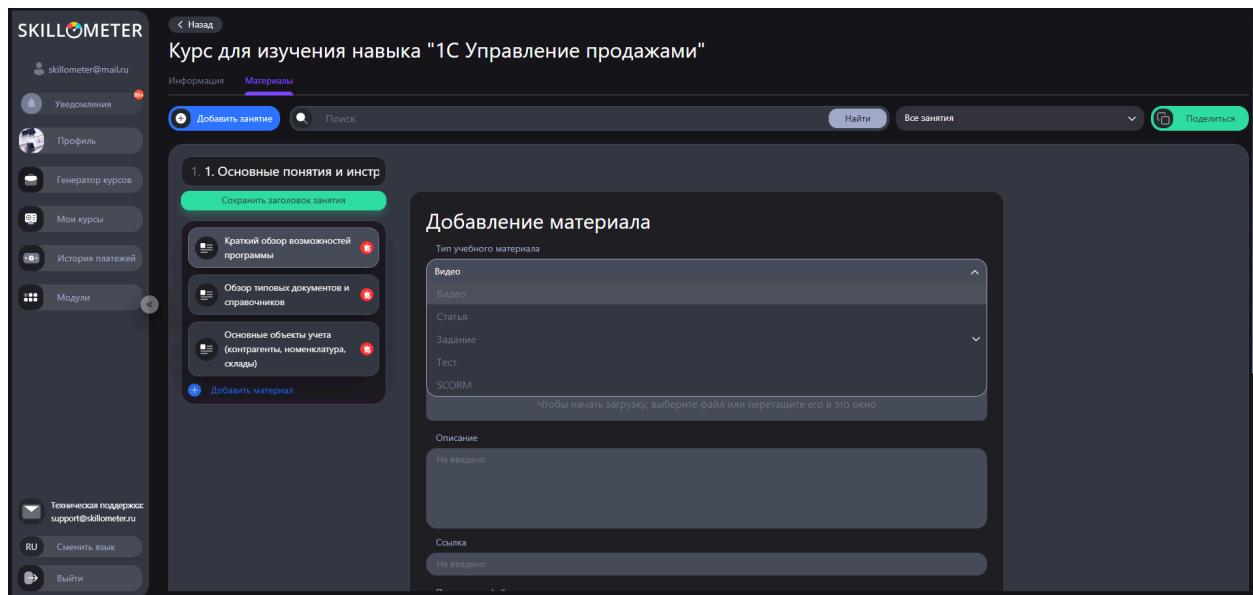 SKILLOMETER
skillometer@mail.ru
Уведомления
Профиль
Генератор курсов
Мои курсы
История платежей
Модули
«
Техническая поддержка:
support@skillometer.ru
RU Сменить язык
Выйти
Назад
Курс для изучения навыка "1С Управление продажами"
Информация Материалы
Добавить занятие Поиск Найти Все занятия Поделиться
1. 1. Основные понятия и инстр
Сохранить заголовок занятия
Краткий обзор возможностей
программы
Обзор типовых документов и
справочников
Основные объекты учета
(контрагенты, номенклатура,
склады)
Добавить материал
Добавление материала
Тип учебного материала
Видео
Видео
Статья
Задание
Тест
SCORM
Чтобы начать загрузку, выберите файл или перетащите его в это окно
Описание
Не введено
Ссылка
Не введено